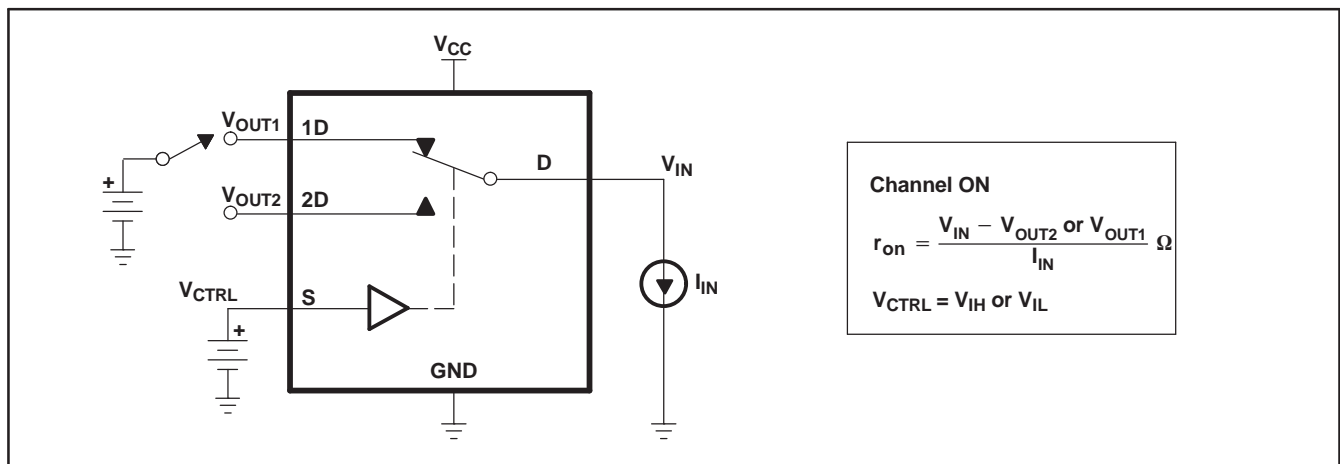 VCC
VOUT1 1D
D
VIN
+
VOUT2 2D
VCTRL S
+
IIN
GND
Channel ON
ron = VIN − VOUT2 or VOUT1 / IIN Ω
VCTRL = VIH or VIL